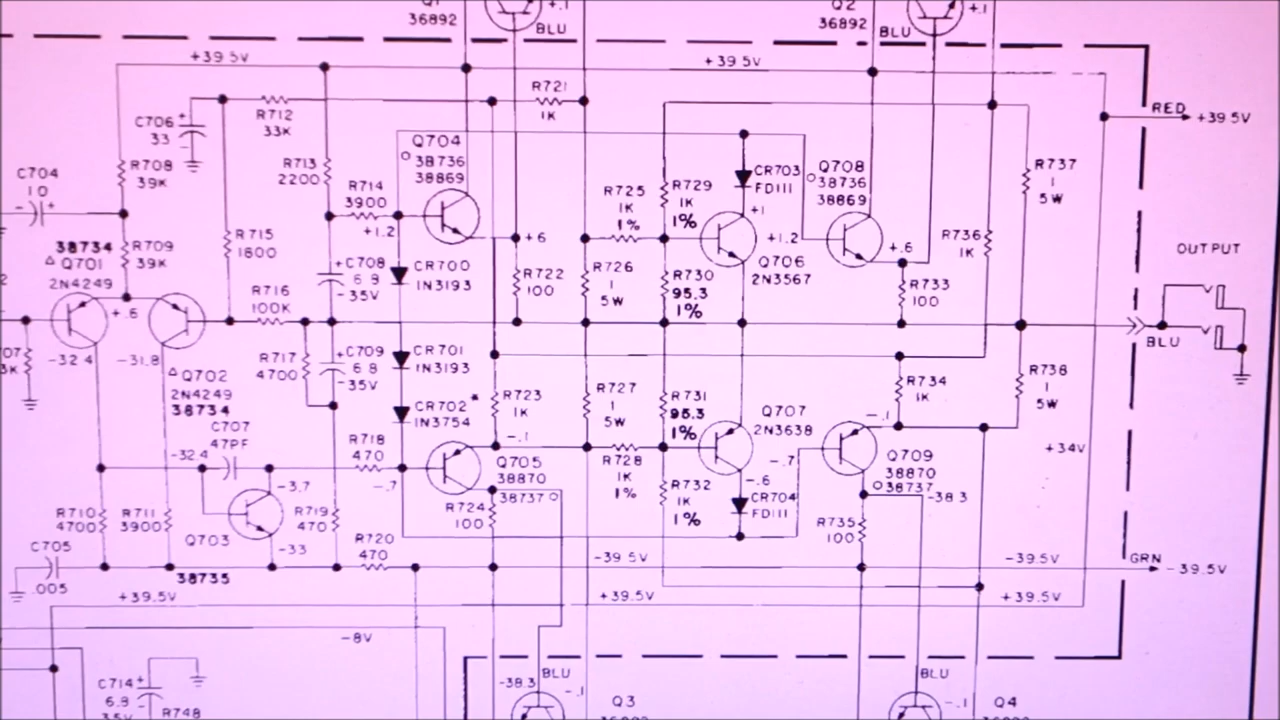 36892
+.1
BLU
Q2
36892
BLU
+.1
+39.5V
+39.5V
R721
1K
RED
+39.5V
C706
33
+
-
R712
33K
Q704
38736
38869
CR703
FD111
Q708
38736
38869
R737
1
5W
C704
10
-
+
R708
39K
R713
2200
R714
3900
+1.2
R725
1K
1%
R729
1K
1%
+1
+1.2
Q706
2N3567
+.6
R736
1K
OUTPUT
38734
Q701
2N4249
R709
39K
R715
1800
+C708
6.8
-35V
CR700
1N3193
+6
R722
100
R726
1
5W
R730
95.3
1%
R733
100
+.6
R716
100K
BLU
-32.4
-31.8
R717
4700
+C709
6.8
-35V
CR701
1N3193
Q702
2N4249
38734
CR702*
1N3754
R723
1K
R727
1
5W
R731
95.3
1%
Q707
2N3638
R734
1K
R738
1
5W
C707
47PF
-32.4
R718
470
-.1
-.1
-.7
-.7
+34V
Q705
38870
38737
R728
1K
1%
-.6
Q709
38870
38737
-38.3
-3.7
CR704
FD111
R710
4700
R711
3900
Q703
R719
470
R724
100
R732
1K
1%
R735
100
-33
R720
470
C705
.005
38735
-39.5V
-39.5V
GRN
-39.5V
+39.5V
+39.5V
+39.5V
-8V
C714+
6.8
35V
R748
BLU
-38.3
-.1
Q3
BLU
-.1
Q4